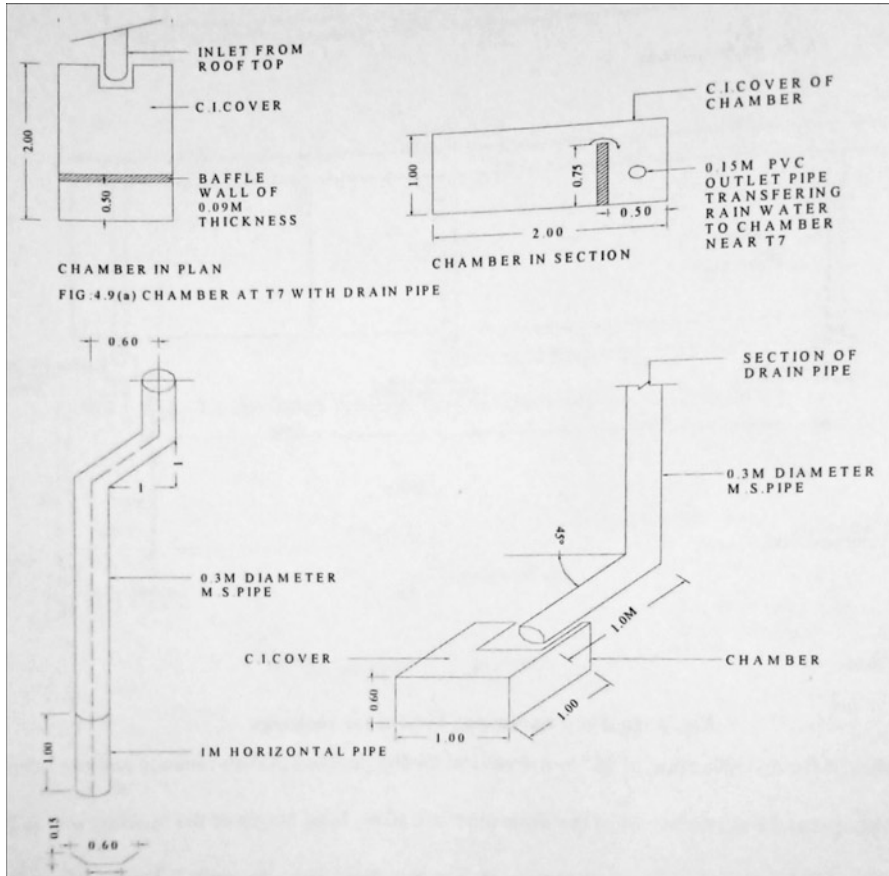 INLET FROM
ROOF TOP
C.I.COVER
2.00
BAFFLE
WALL OF
0.09M
THICKNESS
0.50
CHAMBER IN PLAN
FIG:4.9(a) CHAMBER AT T7 WITH DRAIN PIPE
C.I.COVER OF
CHAMBER
1.00
0.75
0.15M PVC
OUTLET PIPE
TRANSFERING
RAIN WATER
TO CHAMBER
NEAR T7
0.50
2.00
CHAMBER IN SECTION
0.60
1
1
0.3M DIAMETER
M.S.PIPE
1.00
1M HORIZONTAL PIPE
0.15
0.60
SECTION OF
DRAIN PIPE
0.3M DIAMETER
M.S.PIPE
45°
1.0M
C.I.COVER
CHAMBER
0.60
1.00
1.00